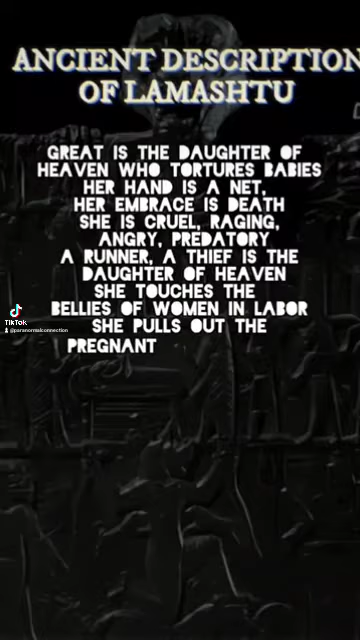 ANCIENT DESCRIPTION
OF LAMASHTU
GREAT IS THE DAUGHTER OF
HEAVEN WHO TORTURES BABIES
HER HAND IS A NET,
HER EMBRACE IS DEATH
SHE IS CRUEL, RAGING,
ANGRY, PREDATORY
A RUNNER, A THIEF IS THE
DAUGHTER OF HEAVEN
SHE TOUCHES THE
BELLIES OF WOMEN IN LABOR
SHE PULLS OUT THE
PREGNANT
TikTok
@paranormalconnection